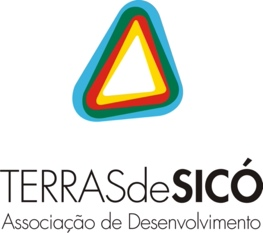 TERRASdeSICÓ
Associação de Desenvolvimento